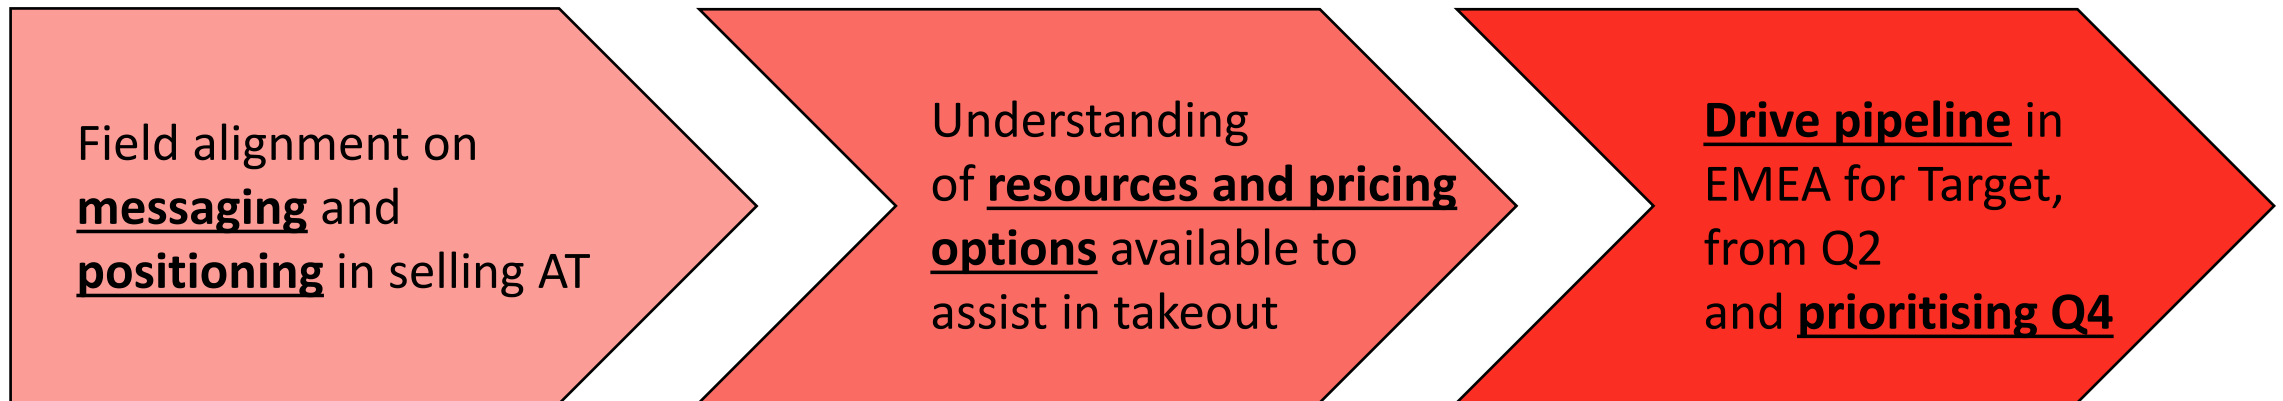 Field alignment on
messaging and
positioning in selling AT
Understanding
of resources and pricing
options available to
assist in takeout
Drive pipeline in
EMEA for Target,
from Q2
and prioritising Q4